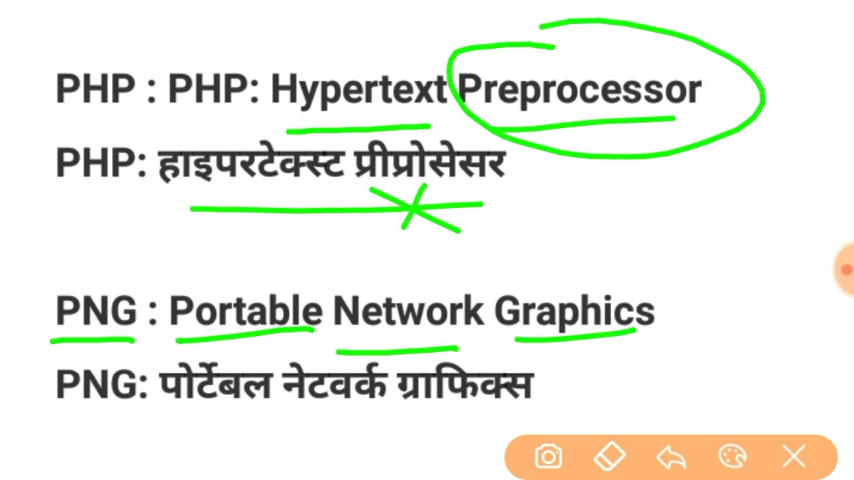 PHP : PHP: Hypertext Preprocessor
PHP: हाइपरटेक्स्ट प्रीप्रोसेसर
PNG : Portable Network Graphics
PNG: पोर्टेबल नेटवर्क ग्राफिक्स